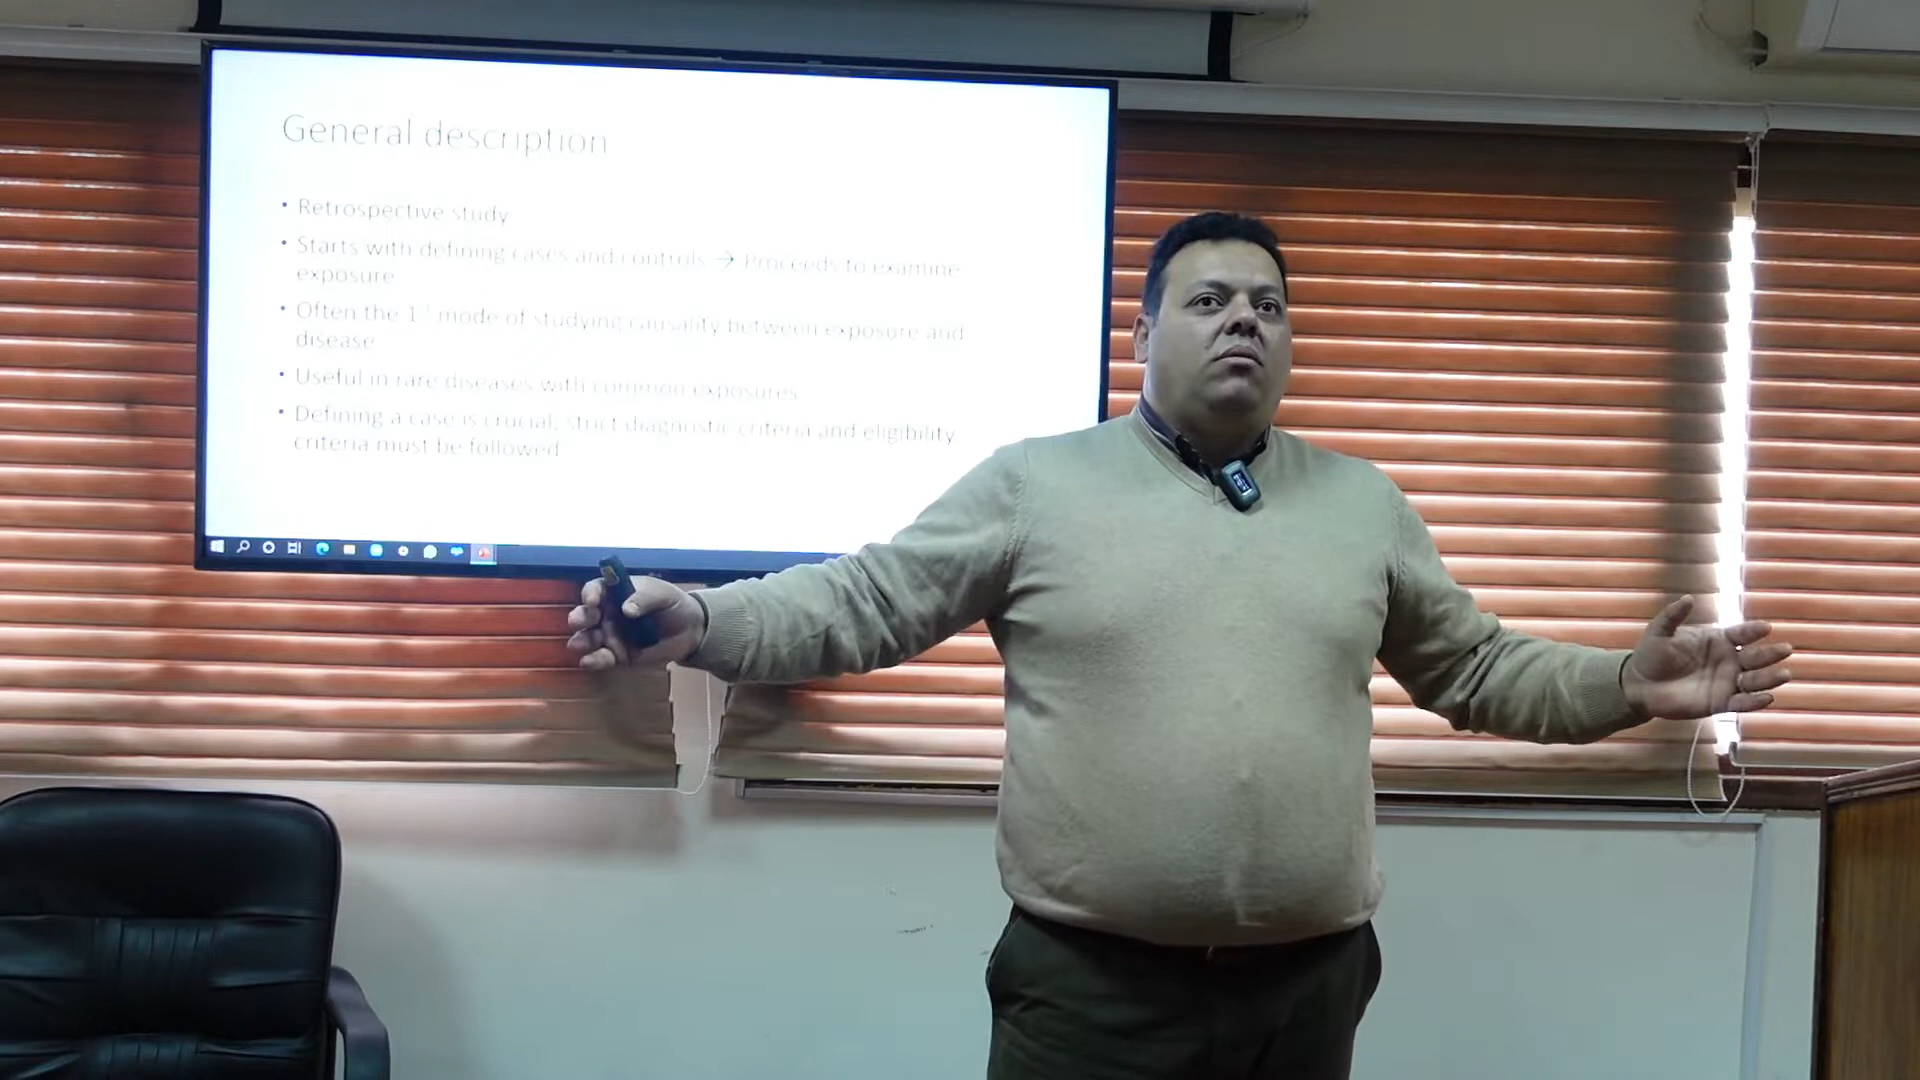 General description
• Retrospective study
• Starts with defining cases and controls → Proceeds to examine
exposure
• Often the 1st mode of studying causality between exposure and
disease
• Useful in rare diseases with common exposures
• Defining a case is crucial, strict diagnostic criteria and eligibility
criteria must be followed